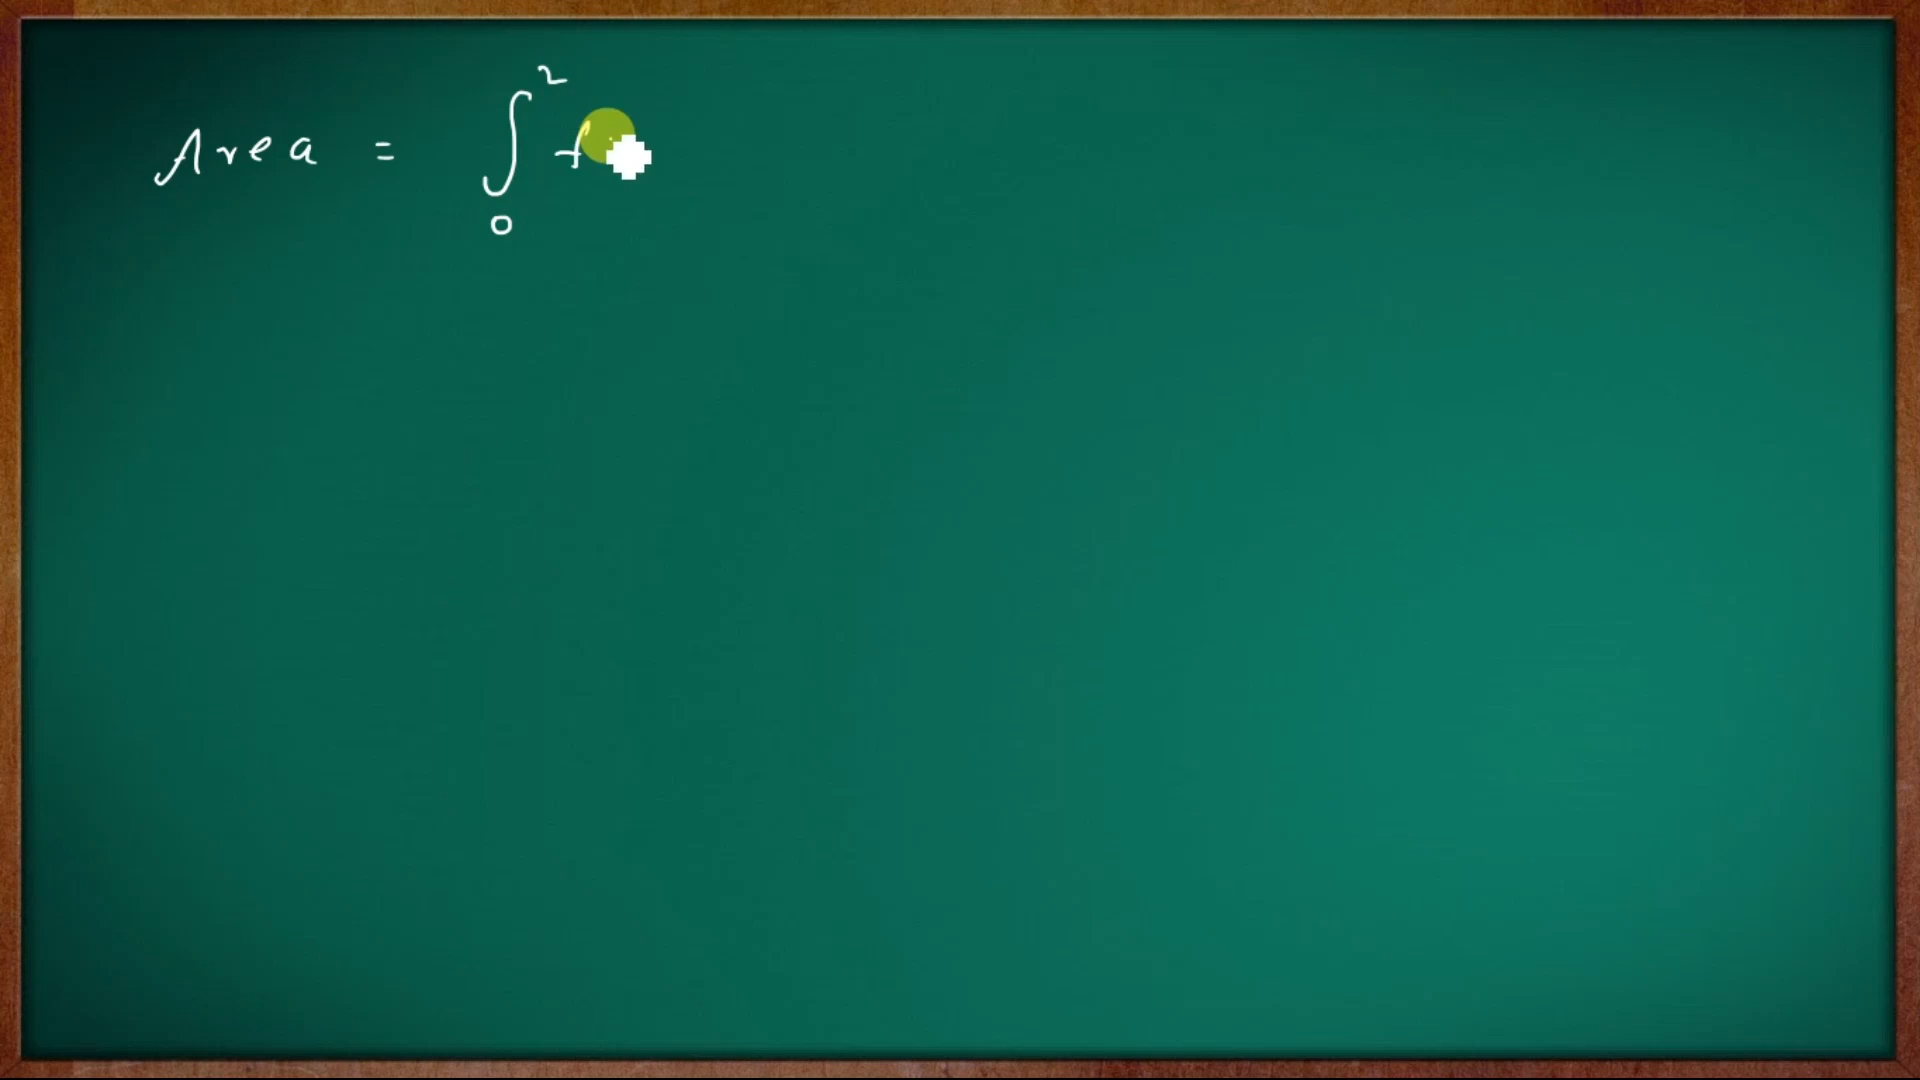 Area = ∫₀² f